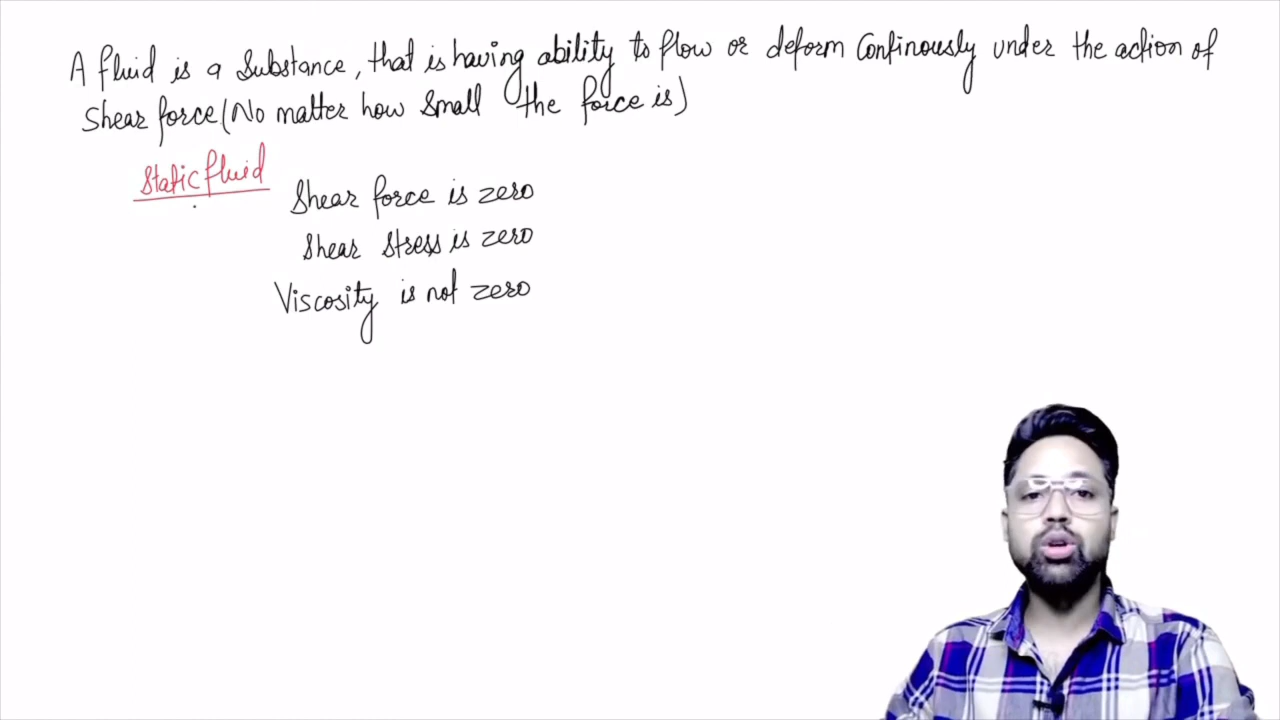 A fluid is a substance, that is having ability to flow or deform Continously under the action of
Shear force (No matter how small the force is)
Static fluid
Shear force is zero
Shear stress is zero
Viscosity is not zero